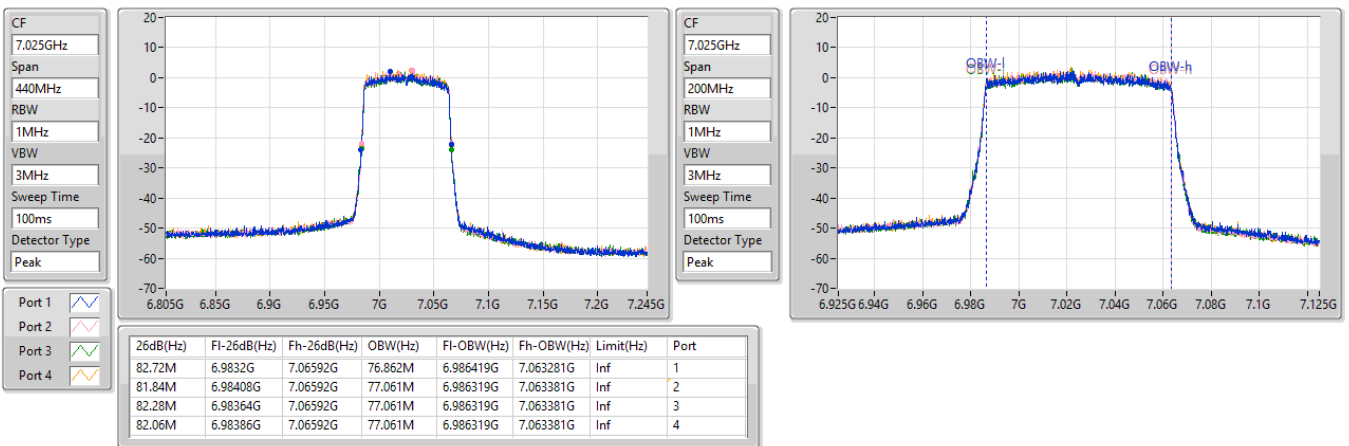 CF
7.025GHz
Span
440MHz
RBW
1MHz
VBW
3MHz
Sweep Time
100ms
Detector Type
Peak
20
10
0
-10
-20
-30
-40
-50
-60
-70
6.805G 6.85G 6.9G 6.95G 7G 7.05G 7.1G 7.15G 7.2G 7.245G
CF
7.025GHz
Span
200MHz
RBW
1MHz
VBW
3MHz
Sweep Time
100ms
Detector Type
Peak
20
10
0
-10
-20
-30
-40
-50
-60
-70
OBW-l OBW-h
6.925G 6.94G 6.96G 6.98G 7G 7.02G 7.04G 7.06G 7.08G 7.1G 7.125G
Port 1
Port 2
Port 3
Port 4
26dB(Hz) Fl-26dB(Hz) Fh-26dB(Hz) OBW(Hz) Fl-OBW(Hz) Fh-OBW(Hz) Limit(Hz) Port
82.72M 6.9832G 7.06592G 76.862M 6.986419G 7.063281G Inf 1
81.84M 6.98408G 7.06592G 77.061M 6.986319G 7.063381G Inf 2
82.28M 6.98364G 7.06592G 77.061M 6.986319G 7.063381G Inf 3
82.06M 6.98386G 7.06592G 77.061M 6.986319G 7.063381G Inf 4